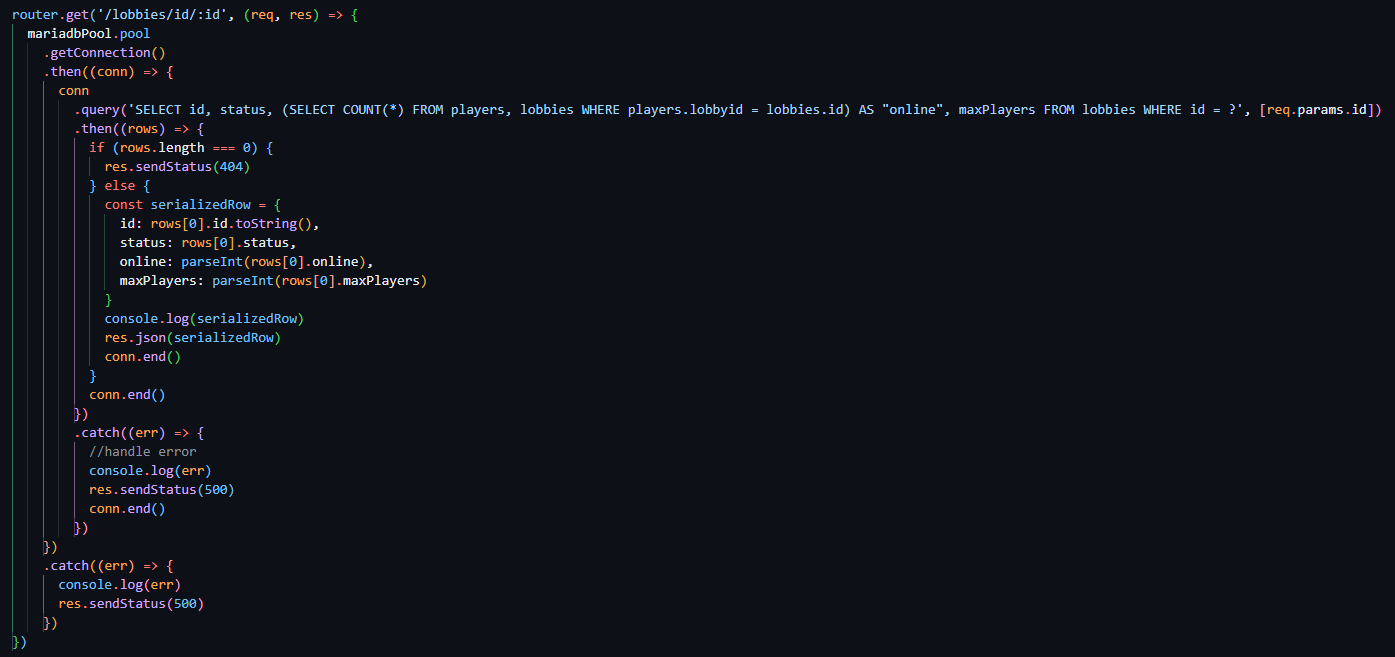 router.get('/lobbies/id/:id', (req, res) => {
  mariadbPool.pool
    .getConnection()
    .then((conn) => {
      conn
        .query('SELECT id, status, (SELECT COUNT(*) FROM players, lobbies WHERE players.lobbyid = lobbies.id) AS "online", maxPlayers FROM lobbies WHERE id = ?', [req.params.id])
        .then((rows) => {
          if (rows.length === 0) {
            res.sendStatus(404)
          } else {
            const serializedRow = {
              id: rows[0].id.toString(),
              status: rows[0].status,
              online: parseInt(rows[0].online),
              maxPlayers: parseInt(rows[0].maxPlayers)
            }
            console.log(serializedRow)
            res.json(serializedRow)
            conn.end()
          }
          conn.end()
        })
        .catch((err) => {
          //handle error
          console.log(err)
          res.sendStatus(500)
          conn.end()
        })
    })
    .catch((err) => {
      console.log(err)
      res.sendStatus(500)
    })
})